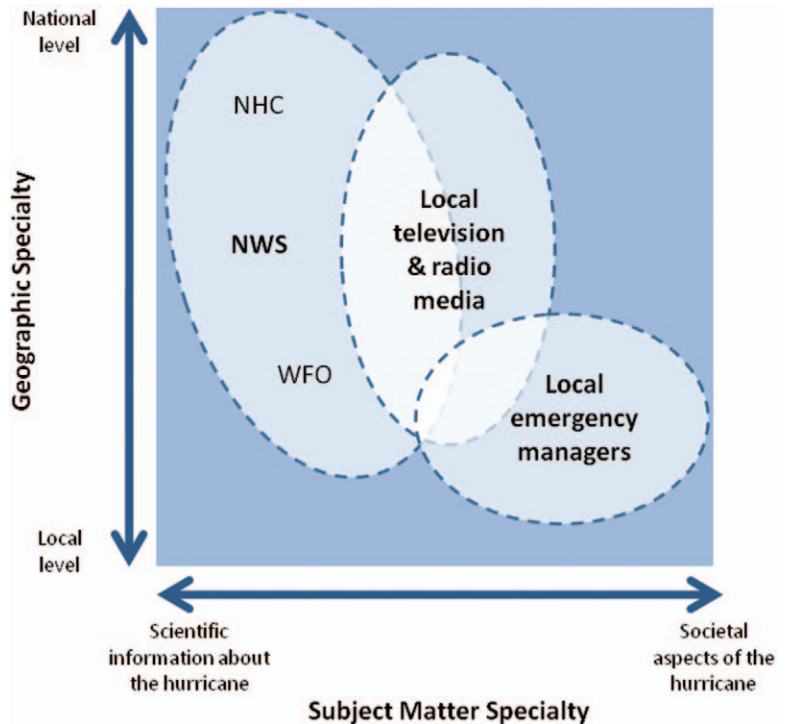 National
level
NHC
Geographic Specialty
NWS
Local
television
& radio
media
WFO
Local
emergency
managers
Local
level
Scientific
information about
the hurricane
Societal
aspects of the
hurricane
Subject Matter Specialty